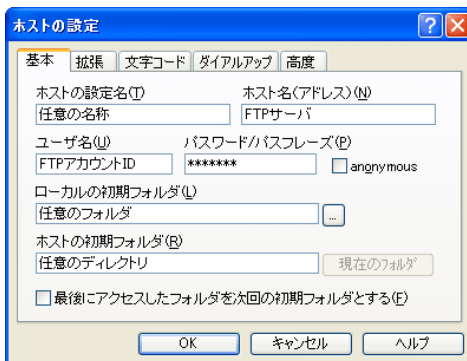 ホストの設定
基本 拡張 文字コード ダイアルアップ 高度
ホストの設定名(T) ホスト名(アドレス)(N)
任意の名称 FTPサーバ
ユーザ名(U) パスワード/パスフレーズ(P)
FTPアカウントID ******* anonymous
ローカルの初期フォルダ(L)
任意のフォルダ ...
ホストの初期フォルダ(R)
任意のディレクトリ 現在のフォルダ
最後にアクセスしたフォルダを次回の初期フォルダとする(F)
OK キャンセル ヘルプ